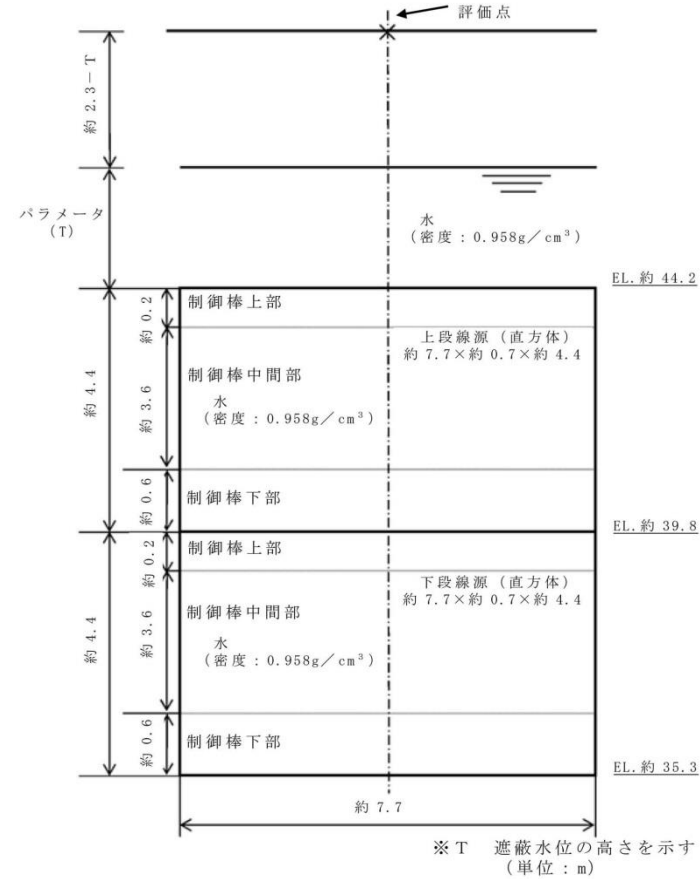 評価点
約 2.3－T
パラメータ
(T)
水
(密度：0.958g／cm³)
EL.約 44.2
約 4.4
約 0.2
制御棒上部
上段線源（直方体）
約 7.7×約 0.7×約 4.4
約 3.6
制御棒中間部
水
(密度：0.958g／cm³)
約 0.6
制御棒下部
EL.約 39.8
約 4.4
約 0.2
制御棒上部
下段線源（直方体）
約 7.7×約 0.7×約 4.4
約 3.6
制御棒中間部
水
(密度：0.958g／cm³)
約 0.6
制御棒下部
EL.約 35.3
約 7.7
※T　遮蔽水位の高さを示す
(単位：m)